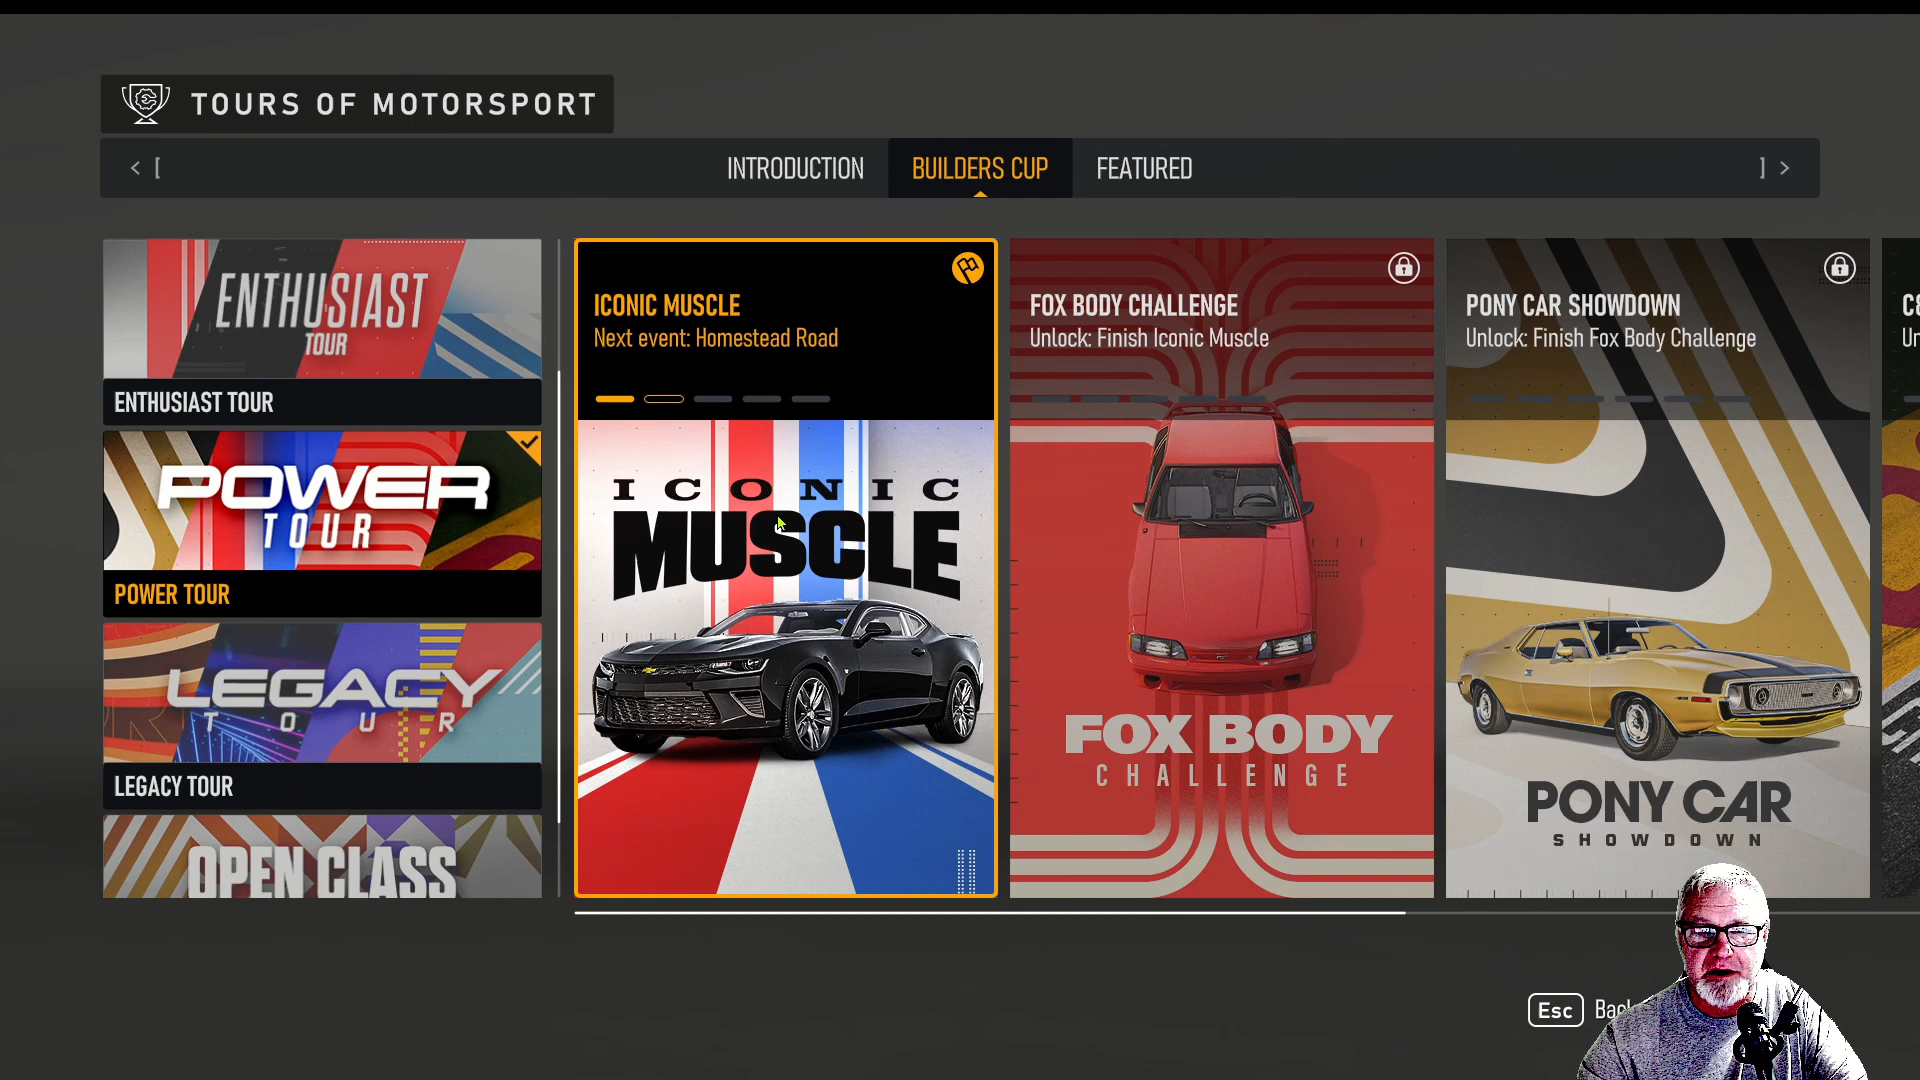 TOURS OF MOTORSPORT
< [
INTRODUCTION
BUILDERS CUP
FEATURED
] >
ENTHUSIAST
TOUR
ENTHUSIAST TOUR
POWER
TOUR
POWER TOUR
LEGACY
TOUR
LEGACY TOUR
OPEN CLASS
ICONIC MUSCLE
Next event: Homestead Road
ICONIC
MUSCLE
FOX BODY CHALLENGE
Unlock: Finish Iconic Muscle
FOX BODY
CHALLENGE
PONY CAR SHOWDOWN
Unlock: Finish Fox Body Challenge
PONY CAR
SHOWDOWN
Esc